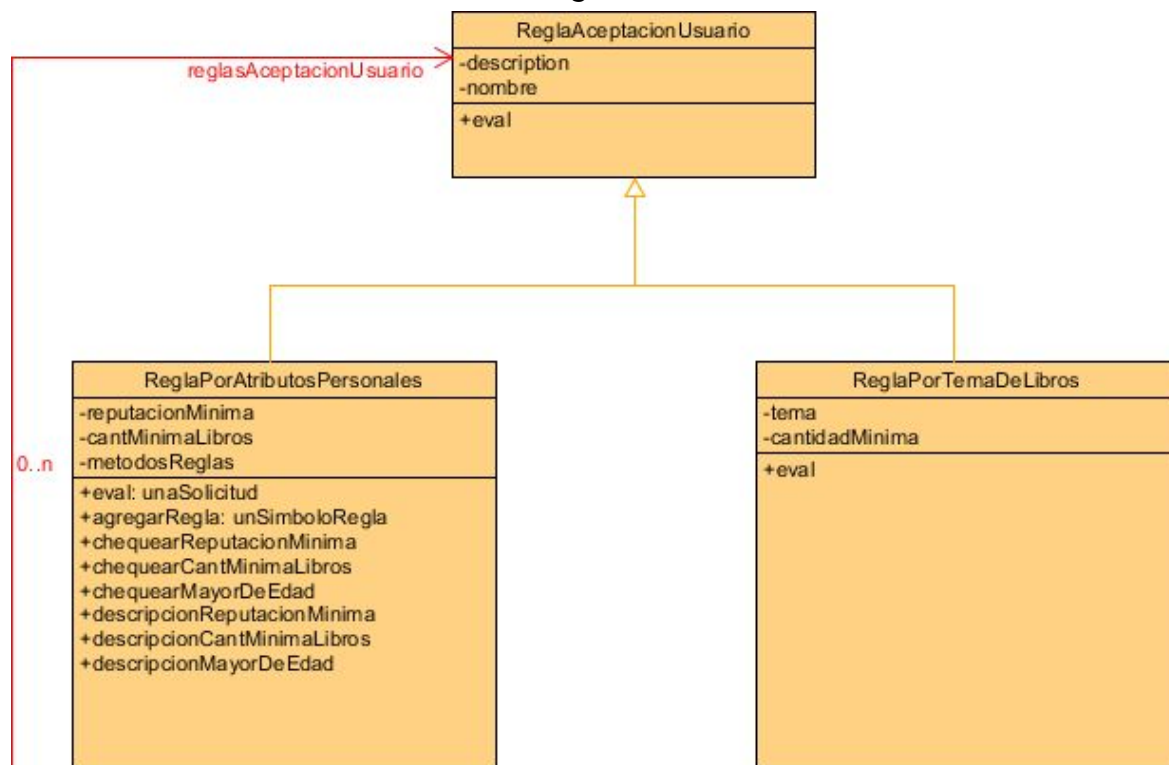 ReglaAceptacionUsuario
-description
-nombre
+eval
reglasAceptacionUsuario
ReglaPorAtributosPersonales
-reputacionMinima
-cantMinimaLibros
-metodosReglas
+eval: unaSolicitud
+agregarRegla: unSimboloRegla
+chequearReputacionMinima
+chequearCantMinimaLibros
+chequearMayorDeEdad
+descripcionReputacionMinima
+descripcionCantMinimaLibros
+descripcionMayorDeEdad
0..n
ReglaPorTemaDeLibros
-tema
-cantidadMinima
+eval